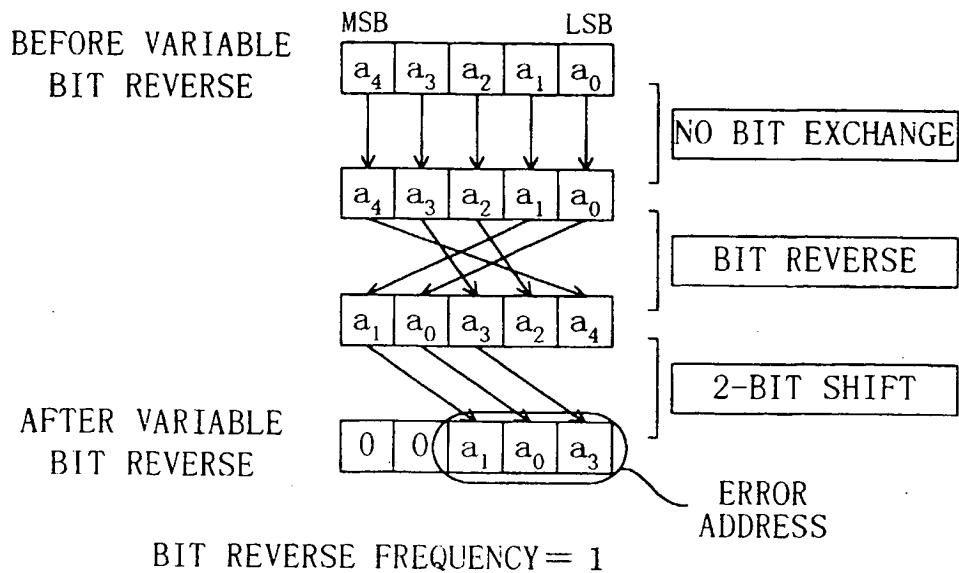 MSB LSB
BEFORE VARIABLE
BIT REVERSE
a₄ a₃ a₂ a₁ a₀
NO BIT EXCHANGE
a₄ a₃ a₂ a₁ a₀
BIT REVERSE
a₁ a₀ a₃ a₂ a₄
2-BIT SHIFT
AFTER VARIABLE
BIT REVERSE
0 0 a₁ a₀ a₃
ERROR
ADDRESS
BIT REVERSE FREQUENCY = 1